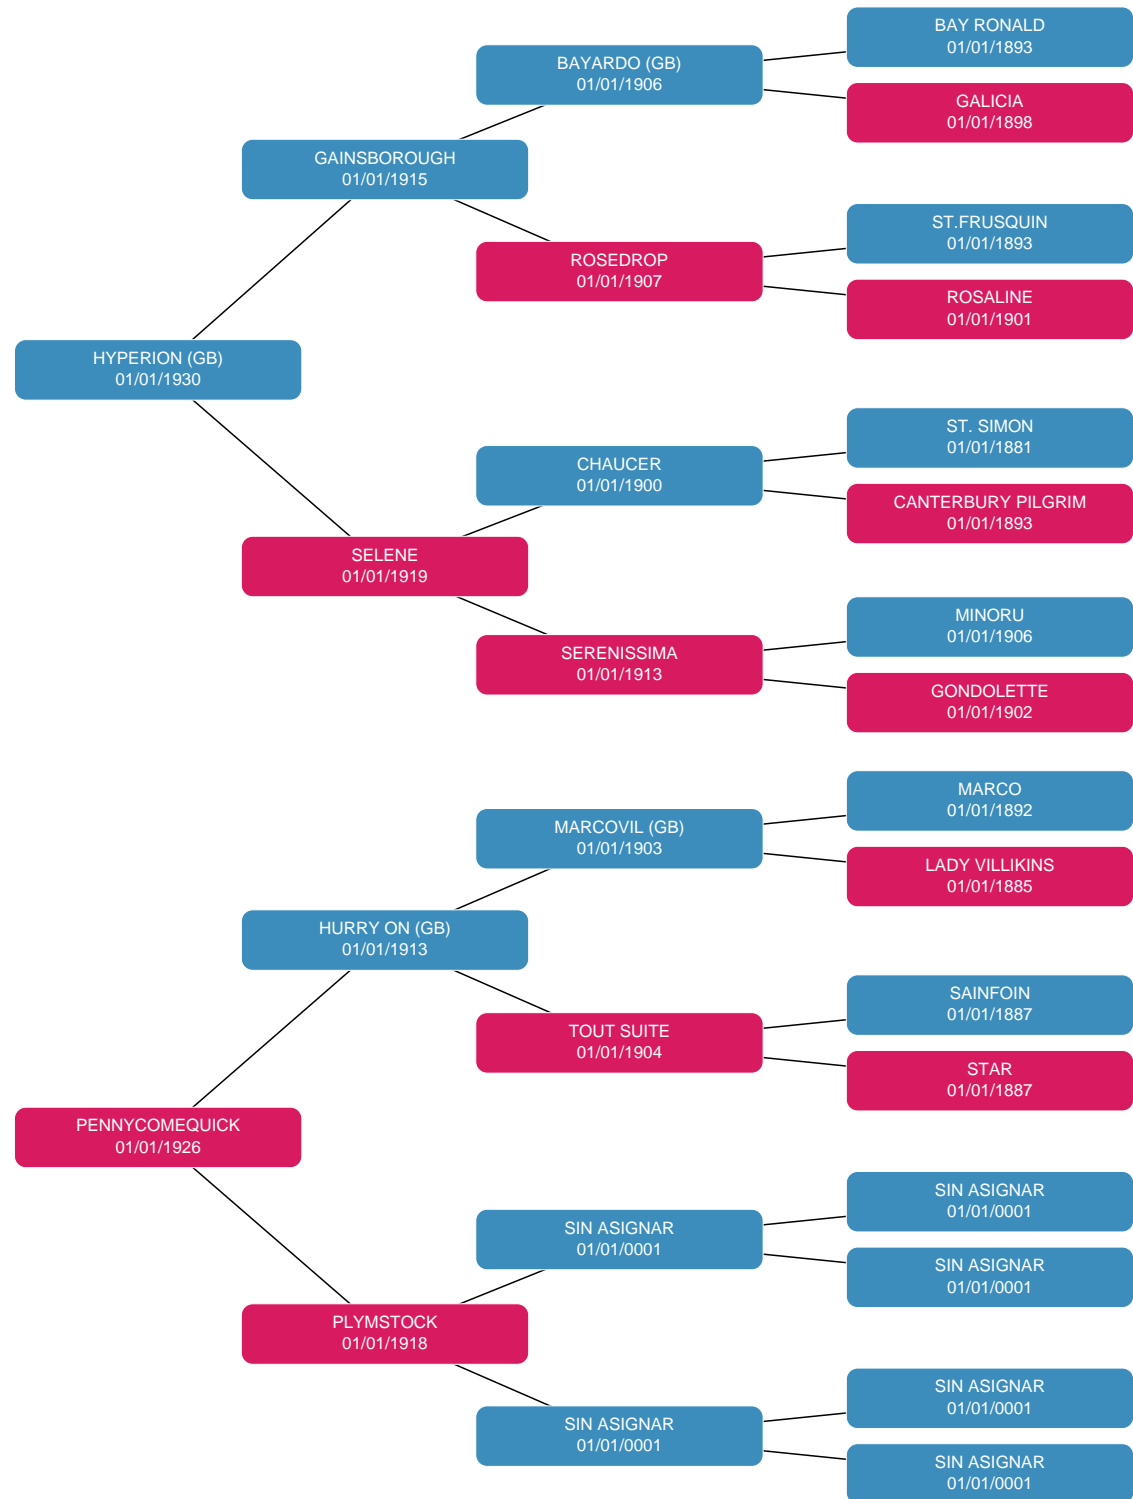 BAY RONALD
01/01/1893
BAYARDO (GB)
01/01/1906
GALICIA
01/01/1898
GAINSBOROUGH
01/01/1915
ST.FRUSQUIN
01/01/1893
ROSEDROP
01/01/1907
ROSALINE
01/01/1901
HYPERION (GB)
01/01/1930
ST. SIMON
01/01/1881
CHAUCER
01/01/1900
CANTERBURY PILGRIM
01/01/1893
SELENE
01/01/1919
MINORU
01/01/1906
SERENISSIMA
01/01/1913
GONDOLETTE
01/01/1902
MARCO
01/01/1892
MARCOVIL (GB)
01/01/1903
LADY VILLIKINS
01/01/1885
HURRY ON (GB)
01/01/1913
SAINFOIN
01/01/1887
TOUT SUITE
01/01/1904
STAR
01/01/1887
PENNYCOMEQUICK
01/01/1926
SIN ASIGNAR
01/01/0001
SIN ASIGNAR
01/01/0001
SIN ASIGNAR
01/01/0001
PLYMSTOCK
01/01/1918
SIN ASIGNAR
01/01/0001
SIN ASIGNAR
01/01/0001
SIN ASIGNAR
01/01/0001